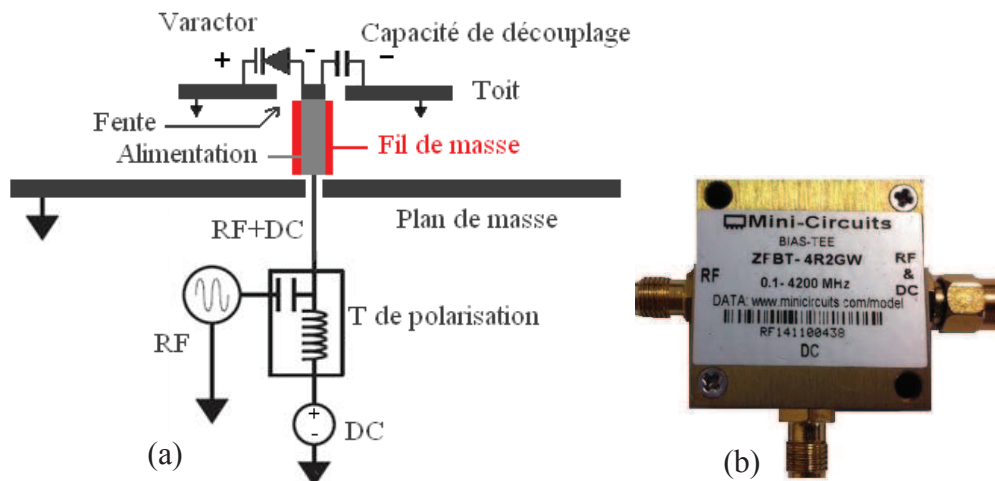 Varactor
Capacité de découplage
+
-
-
Toit
Fente
Alimentation
Fil de masse
Plan de masse
RF+DC
T de polarisation
RF
+
-
DC
(a)
Mini-Circuits
BIAS-TEE
ZFBT-4R2GW
RF
RF
&
DC
0.1-4200 MHz
DATA: www.minicircuits.com/model
RF141100438
DC
(b)